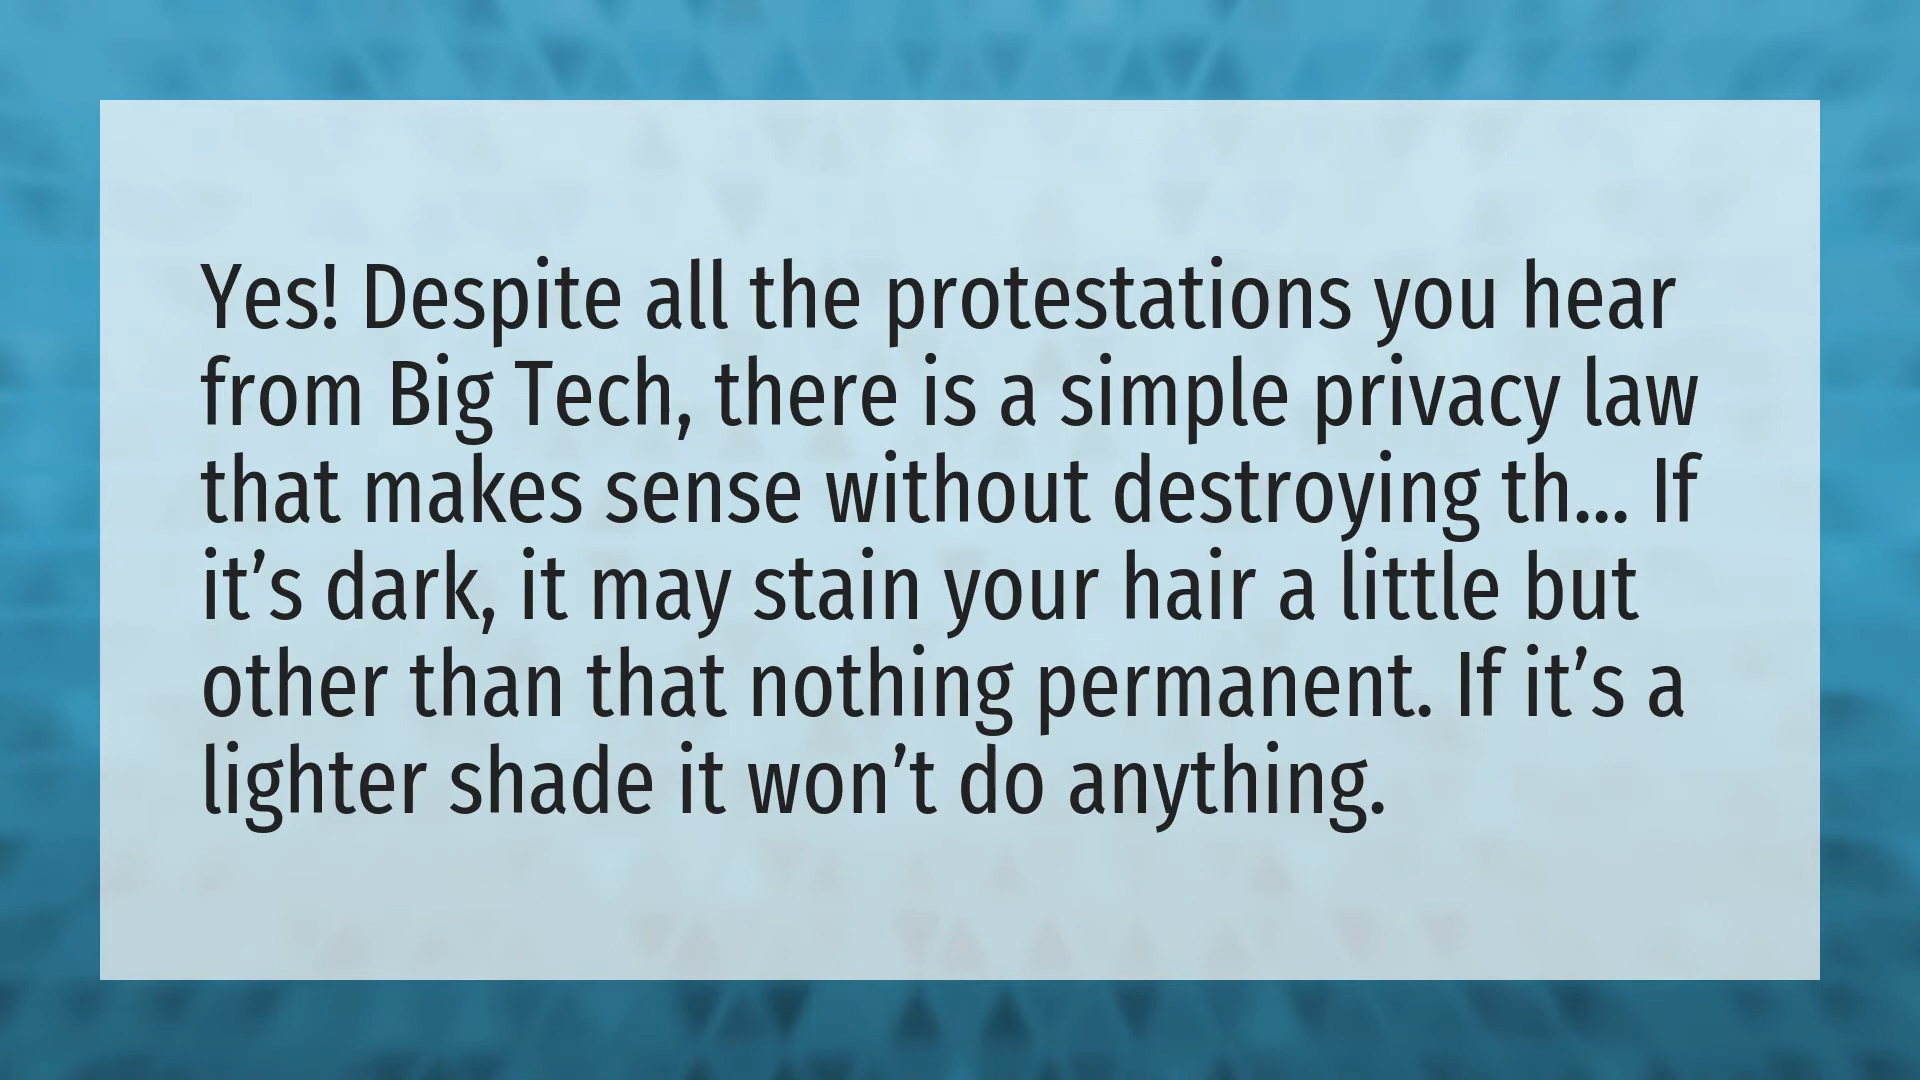 Yes! Despite all the protestations you hear
from Big Tech, there is a simple privacy law
that makes sense without destroying th... If
it’s dark, it may stain your hair a little but
other than that nothing permanent. If it’s a
lighter shade it won’t do anything.